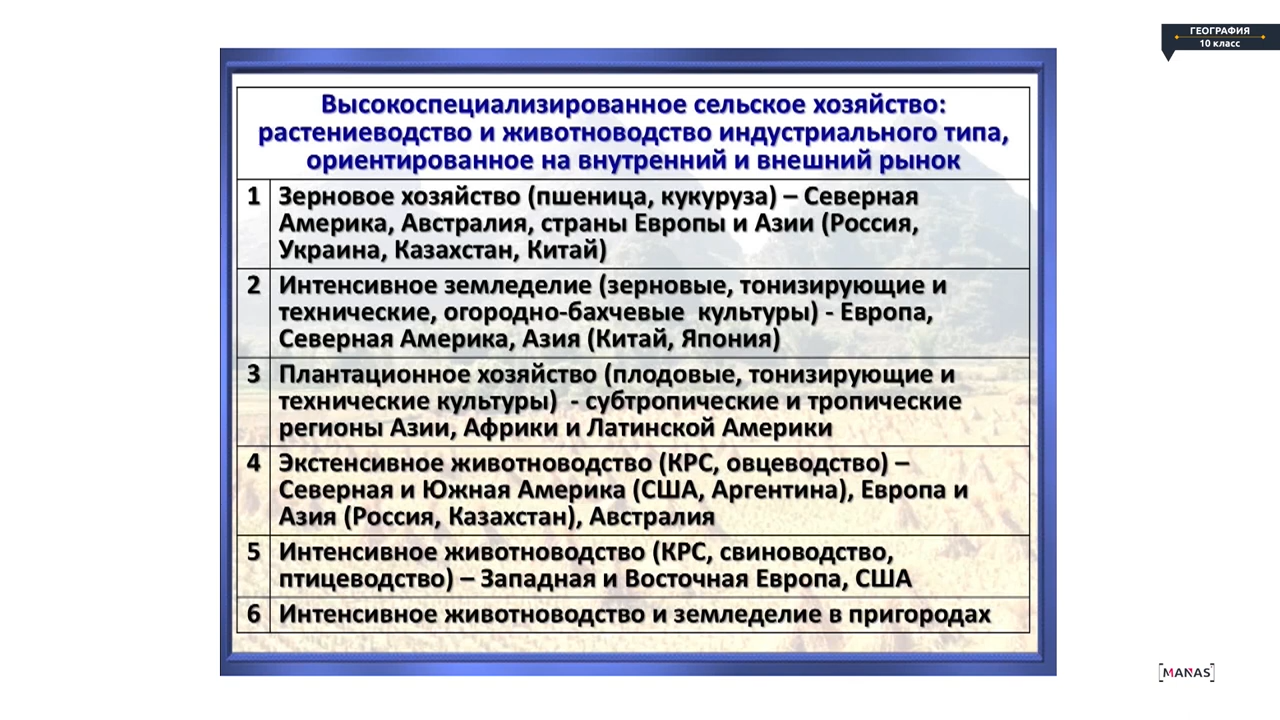 ГЕОГРАФИЯ
10 класс
Высокоспециализированное сельское хозяйство:
растениеводство и животноводство индустриального типа,
ориентированное на внутренний и внешний рынок
1 Зерновое хозяйство (пшеница, кукуруза) – Северная
Америка, Австралия, страны Европы и Азии (Россия,
Украина, Казахстан, Китай)
2 Интенсивное земледелие (зерновые, тонизирующие и
технические, огородно-бахчевые  культуры) - Европа,
Северная Америка, Азия (Китай, Япония)
3 Плантационное хозяйство (плодовые, тонизирующие и
технические культуры)  - субтропические и тропические
регионы Азии, Африки и Латинской Америки
4 Экстенсивное животноводство (КРС, овцеводство) –
Северная и Южная Америка (США, Аргентина), Европа и
Азия (Россия, Казахстан), Австралия
5 Интенсивное животноводство (КРС, свиноводство,
птицеводство) – Западная и Восточная Европа, США
6 Интенсивное животноводство и земледелие в пригородах
[MANAS]